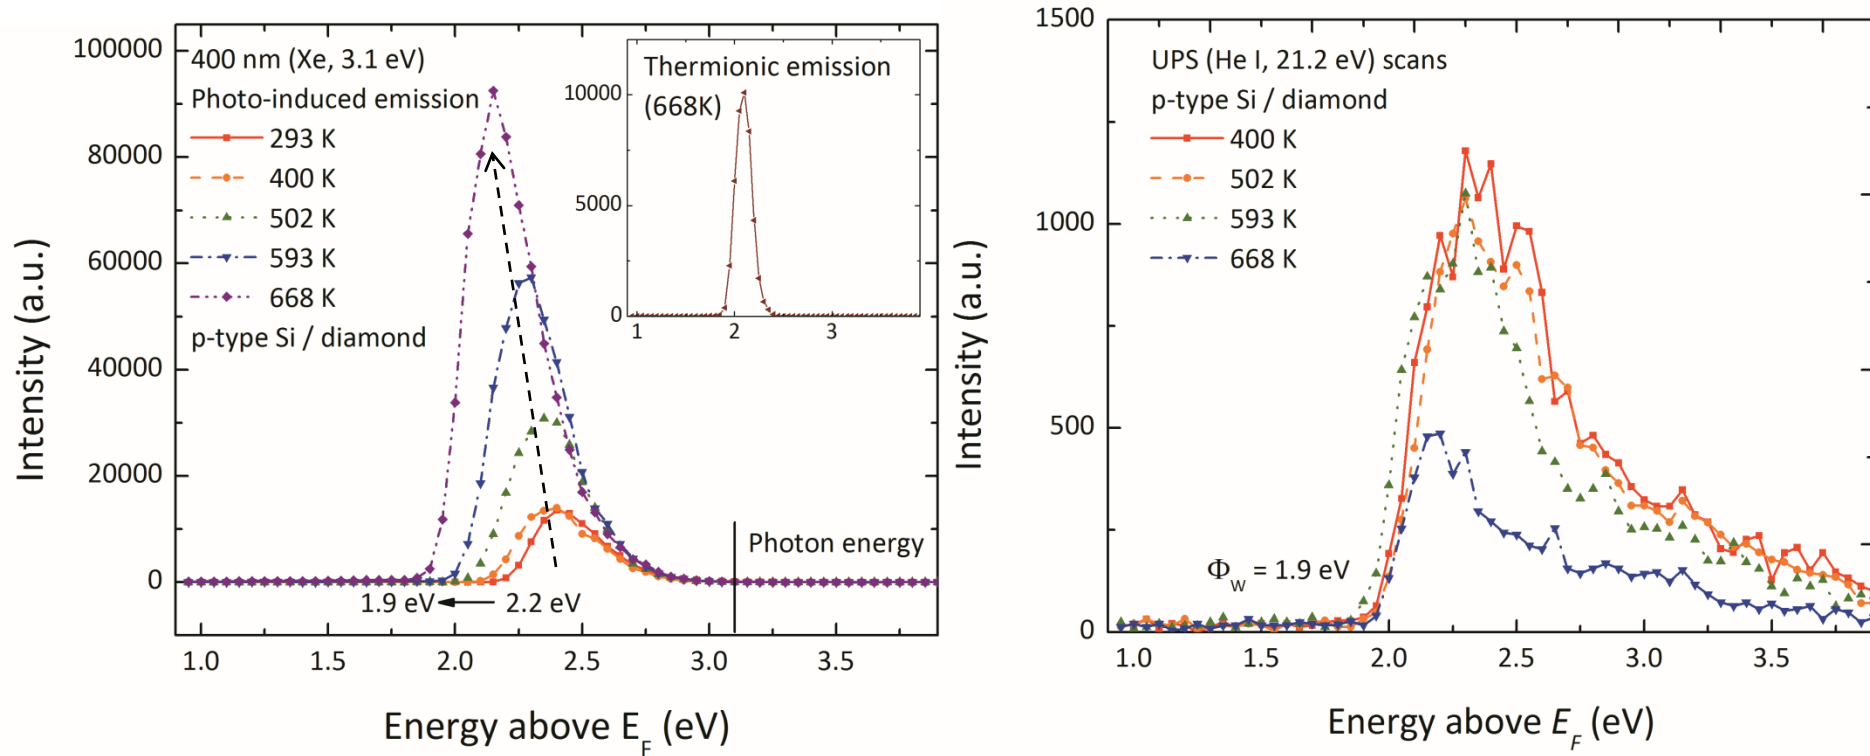 100000
80000
60000
40000
20000
0
Intensity (a.u.)
400 nm (Xe, 3.1 eV)
Photo-induced emission
293 K
400 K
502 K
593 K
668 K
p-type Si / diamond
Thermionic emission
(668K)
10000
5000
0
1
2
3
Photon energy
1.9 eV
2.2 eV
1.0
1.5
2.0
2.5
3.0
3.5
Energy above E_F (eV)
1500
1000
500
0
Intensity (a.u.)
UPS (He I, 21.2 eV) scans
p-type Si / diamond
400 K
502 K
593 K
668 K
Φ_W = 1.9 eV
1.0
1.5
2.0
2.5
3.0
3.5
Energy above E_F (eV)